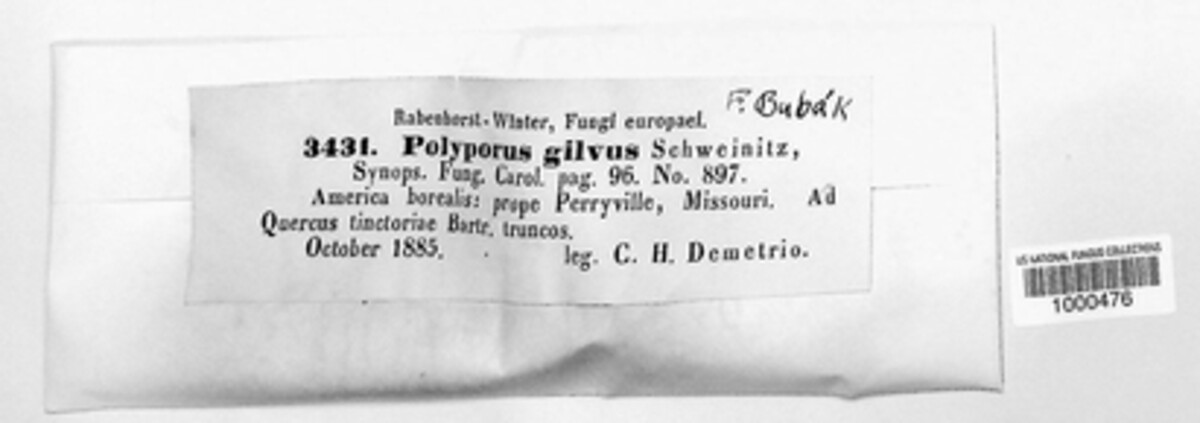 F. Bubák
Rabenhorst-Winter, Fungi europaei.
3431. Polyporus gilvus Schweinitz,
Synops. Fung. Carol. pag. 96. No. 897.
America borealis: prope Perryville, Missouri. Ad
Quercus tinctoriae Bartr. truncos.
October 1885. leg. C. H. Demetrio.
US NATIONAL FUNGUS COLLECTIONS
1000476